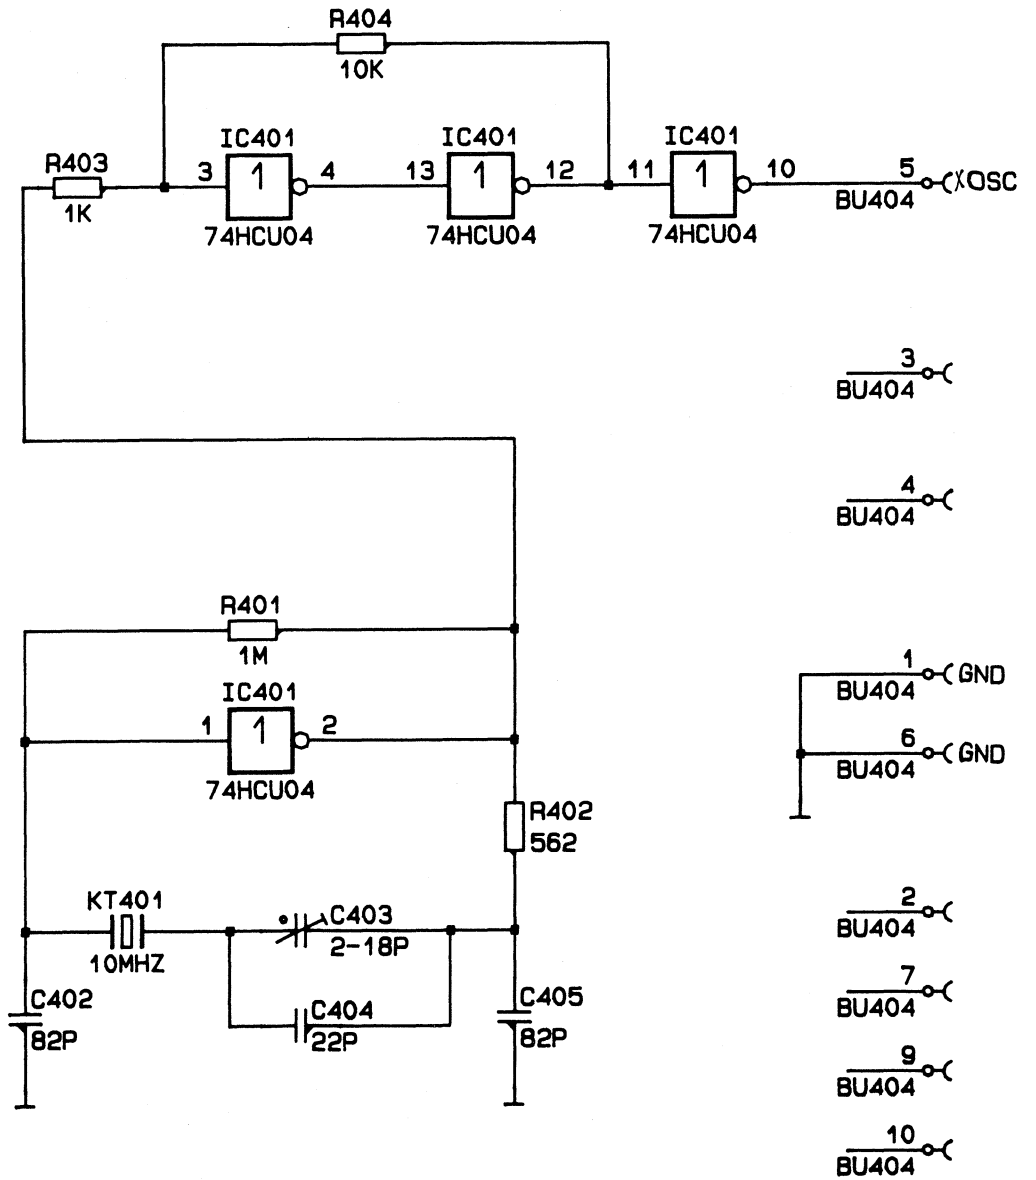 R404
10K
IC401
IC401
IC401
R403
3
1
4
13
1
12
11
1
10
5
XOSC
1K
74HCU04
74HCU04
74HCU04
BU404
3
BU404
4
BU404
R401
1M
1
GND
BU404
IC401
1
1
2
6
GND
BU404
74HCU04
R402
562
KT401
C403
2
10MHZ
2-18P
BU404
C402
C404
C405
7
82P
22P
82P
BU404
9
BU404
10
BU404